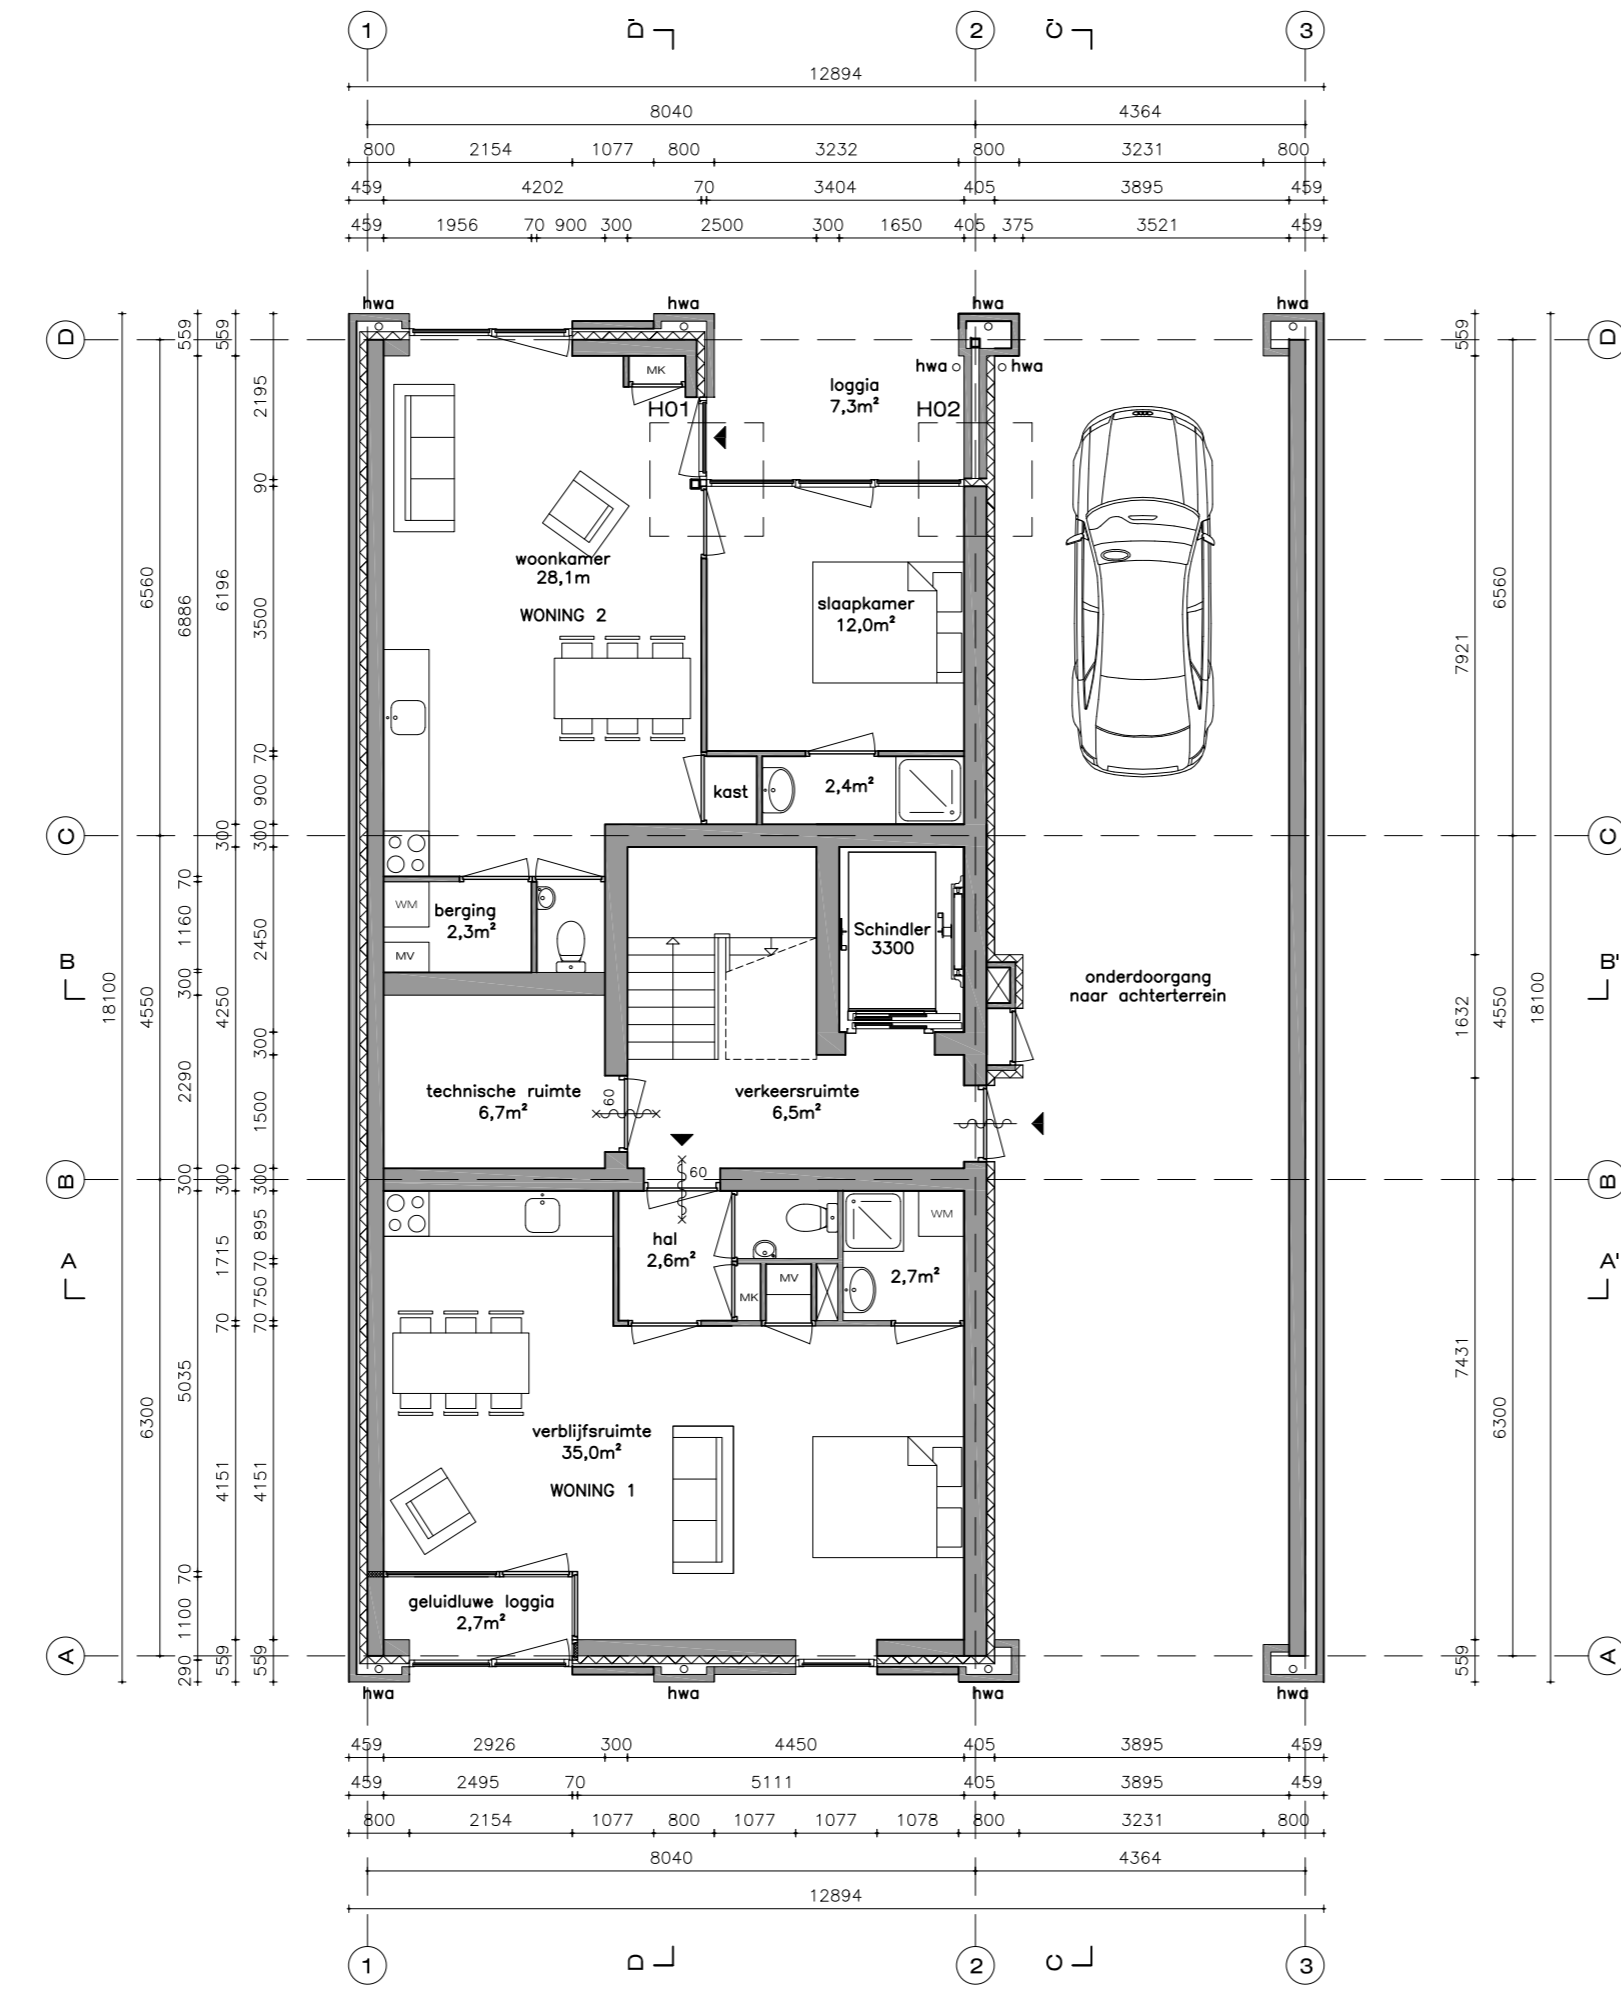 1 D' 2 C' 3
12894
8040 4364
800 2154 1077 800 3232 800 3231 800
459 4202 70 3404 405 3895 459
459 1956 70 900 300 2500 300 1650 405 375 3521 459
hwa hwa hwa hwa
D D
559 559 559
MK
hwa hwa
loggia
7,3m²
2195
H01 H02
90
woonkamer
28,1m
WONING 2
slaapkamer
12,0m²
6560 6886 6196 3500
7921 6560
70
900
kast
2,4m²
C C
300 300
70
WM
berging
2,3m²
MV
1160
2450
Schindler
3300
B B'
onderdoorgang
naar achterterrein
18100 4550 300 4250
1632 4550 18100
300
2290
1500
technische ruimte
6,7m²
60
verkeersruimte
6,5m²
60
B B
300 300 300
895
WM
hal
2,6m²
2,7m²
MV
MK
A A'
1715 70
750
70 70
7431
5035
6300 6300
verblijfsruimte
35,0m²
WONING 1
4151 4151
70
geluidluwe loggia
2,7m²
1100
A A
290 559 559 559
hwa hwa hwa hwa
459 2926 300 4450 405 3895 459
459 2495 70 5111 405 3895 459
800 2154 1077 800 1077 1077 1078 800 3231 800
8040 4364
12894
1 D 2 C 3